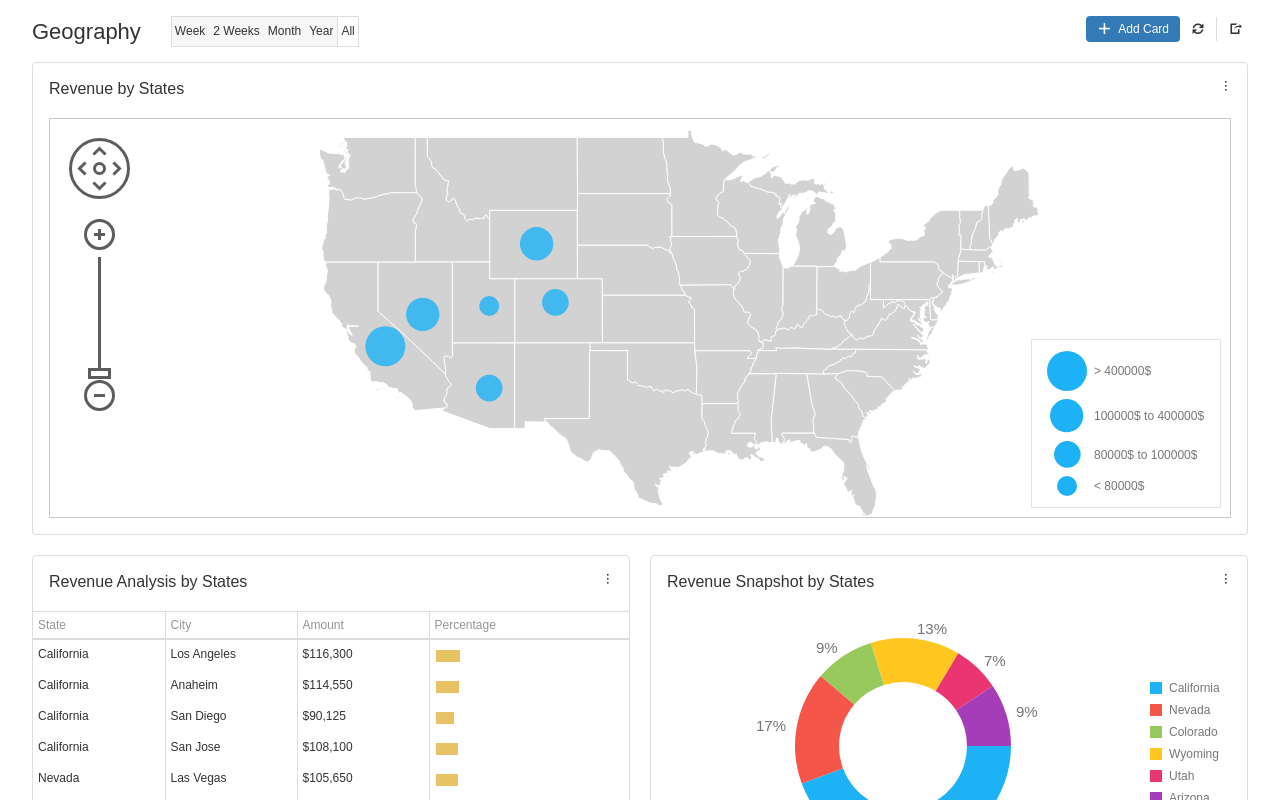 Geography
Week 2 Weeks Month Year All
Add Card
Revenue by States
> 400000$
100000$ to 400000$
80000$ to 100000$
< 80000$
Revenue Analysis by States
State City Amount Percentage
California Los Angeles $116,300
California Anaheim $114,550
California San Diego $90,125
California San Jose $108,100
Nevada Las Vegas $105,650
Revenue Snapshot by States
13%
9%
7%
9%
17%
California
Nevada
Colorado
Wyoming
Utah
Arizona